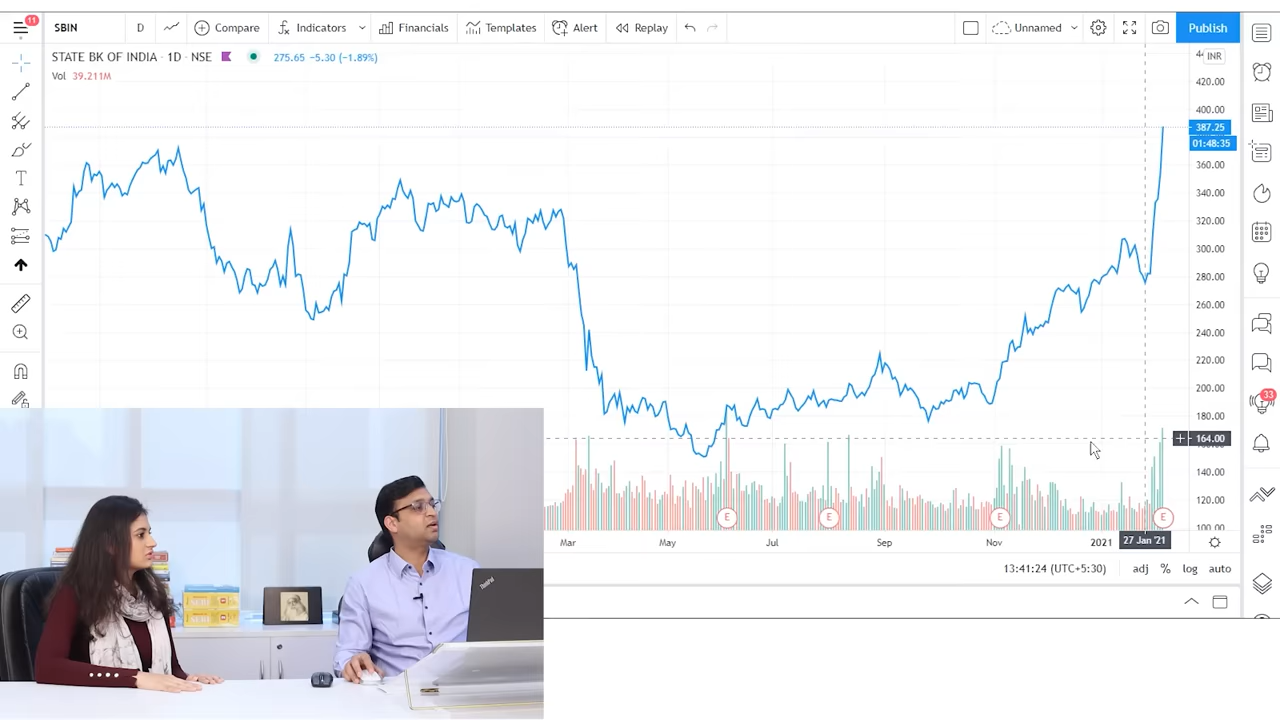 11
SBIN
D
Compare
Indicators
Financials
Templates
Alert
Replay
Unnamed
Publish
STATE BK OF INDIA · 1D · NSE
275.65 −5.30 (−1.89%)
Vol 39.211M
INR
420.00
400.00
387.25
01:48:35
360.00
340.00
320.00
300.00
280.00
260.00
240.00
220.00
200.00
180.00
164.00
140.00
120.00
100.00
33
T
E
E
E
E
Mar
May
Jul
Sep
Nov
2021
27 Jan '21
13:41:24 (UTC+5:30)
adj
%
log
auto
ThinkPad